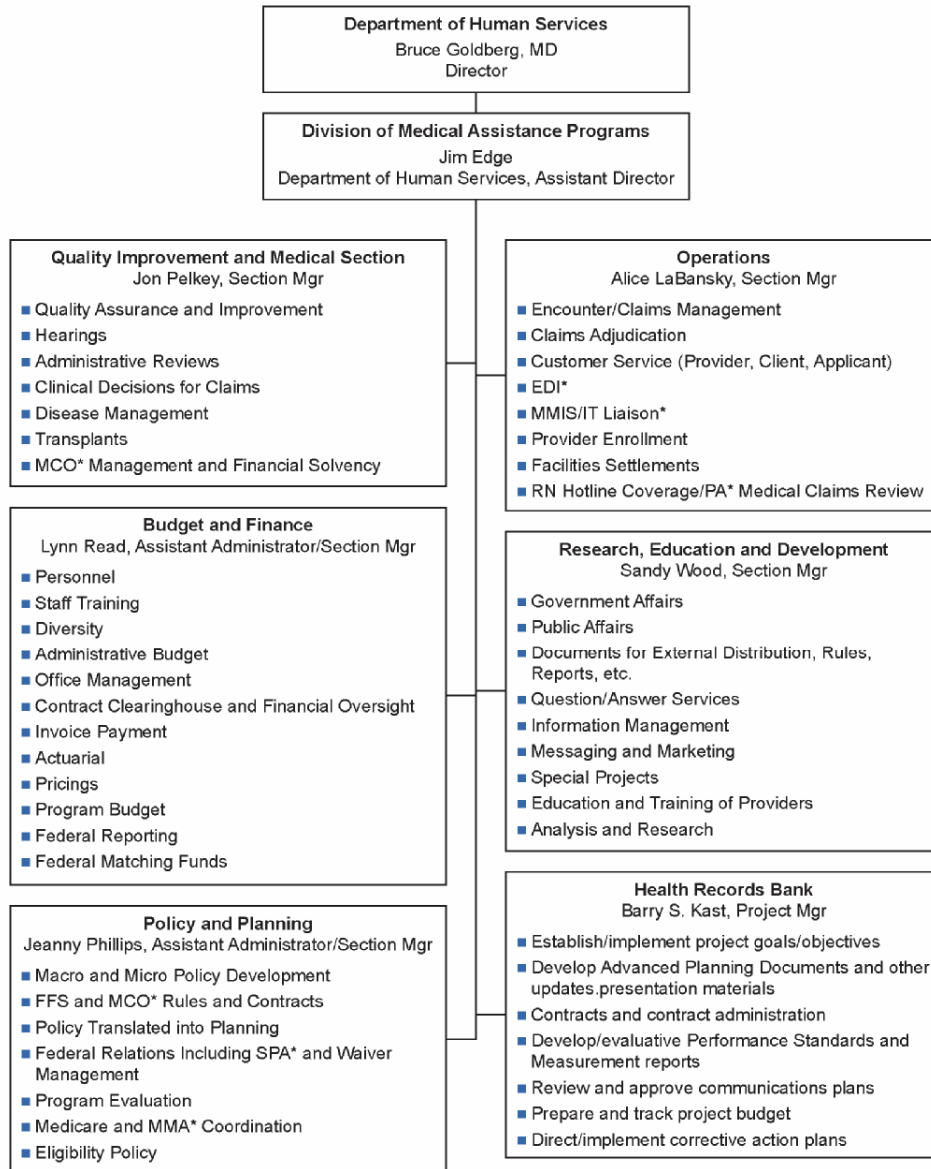 Department of Human Services
Bruce Goldberg, MD
Director
Division of Medical Assistance Programs
Jim Edge
Department of Human Services, Assistant Director
Quality Improvement and Medical Section
Jon Pelkey, Section Mgr
■ Quality Assurance and Improvement
■ Hearings
■ Administrative Reviews
■ Clinical Decisions for Claims
■ Disease Management
■ Transplants
■ MCO* Management and Financial Solvency
Operations
Alice LaBansky, Section Mgr
■ Encounter/Claims Management
■ Claims Adjudication
■ Customer Service (Provider, Client, Applicant)
■ EDI*
■ MMIS/IT Liaison*
■ Provider Enrollment
■ Facilities Settlements
■ RN Hotline Coverage/PA* Medical Claims Review
Budget and Finance
Lynn Read, Assistant Administrator/Section Mgr
■ Personnel
■ Staff Training
■ Diversity
■ Administrative Budget
■ Office Management
■ Contract Clearinghouse and Financial Oversight
■ Invoice Payment
■ Actuarial
■ Pricings
■ Program Budget
■ Federal Reporting
■ Federal Matching Funds
Research, Education and Development
Sandy Wood, Section Mgr
■ Government Affairs
■ Public Affairs
■ Documents for External Distribution, Rules,
Reports, etc.
■ Question/Answer Services
■ Information Management
■ Messaging and Marketing
■ Special Projects
■ Education and Training of Providers
■ Analysis and Research
Policy and Planning
Jeanny Phillips, Assistant Administrator/Section Mgr
■ Macro and Micro Policy Development
■ FFS and MCO* Rules and Contracts
■ Policy Translated into Planning
■ Federal Relations Including SPA* and Waiver
Management
■ Program Evaluation
■ Medicare and MMA* Coordination
■ Eligibility Policy
Health Records Bank
Barry S. Kast, Project Mgr
■ Establish/implement project goals/objectives
■ Develop Advanced Planning Documents and other
updates.presentation materials
■ Contracts and contract administration
■ Develop/evaluative Performance Standards and
Measurement reports
■ Review and approve communications plans
■ Prepare and track project budget
■ Direct/implement corrective action plans